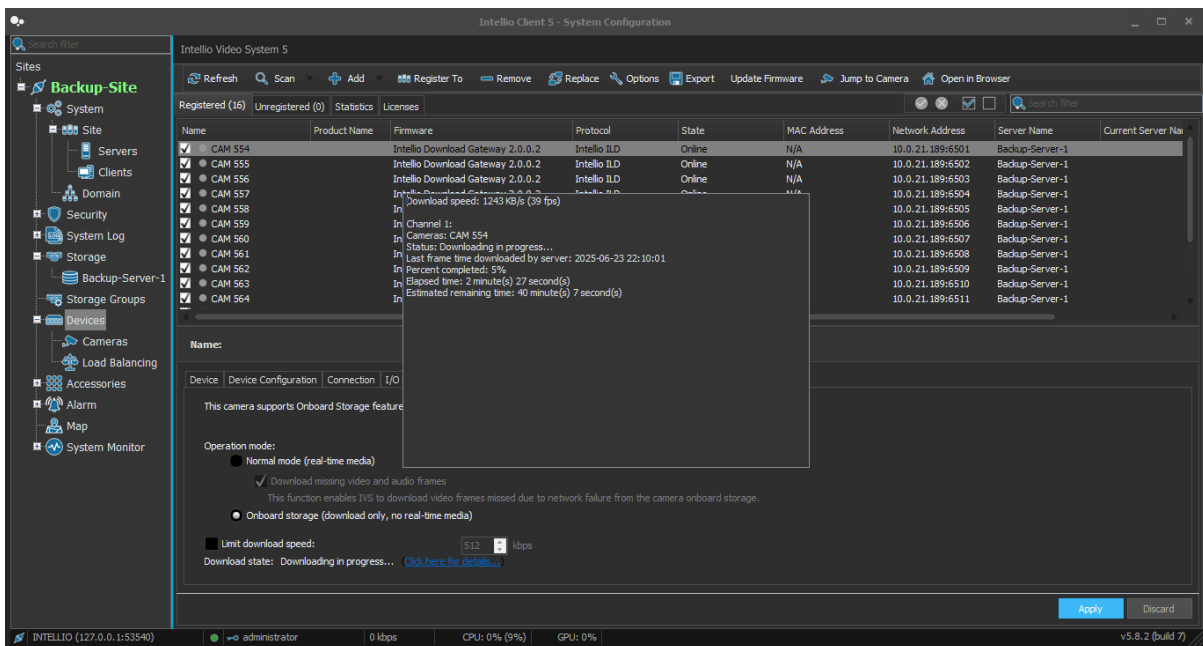 Intellio Client 5 - System Configuration
Search filter
Intellio Video System 5
Sites
Backup-Site
System
Site
Servers
Clients
Domain
Security
System Log
Storage
Backup-Server-1
Storage Groups
Devices
Cameras
Load Balancing
Accessories
Alarm
Map
System Monitor
Refresh Scan Add Register To Remove Replace Options Export Update Firmware Jump to Camera Open in Browser
Registered (16) Unregistered (0) Statistics Licenses Search filter
Name Product Name Firmware Protocol State MAC Address Network Address Server Name Current Server Nai
CAM 554 Intellio Download Gateway 2.0.0.2 Intellio ILD Online N/A 10.0.21.189:6501 Backup-Server-1
CAM 555 Intellio Download Gateway 2.0.0.2 Intellio ILD Online N/A 10.0.21.189:6502 Backup-Server-1
CAM 556 Intellio Download Gateway 2.0.0.2 Intellio ILD Online N/A 10.0.21.189:6503 Backup-Server-1
CAM 557 Intellio Download Gateway 2.0.0.2 Intellio ILD Online N/A 10.0.21.189:6504 Backup-Server-1
CAM 558 In 10.0.21.189:6505 Backup-Server-1
CAM 559 In 10.0.21.189:6506 Backup-Server-1
CAM 560 In 10.0.21.189:6507 Backup-Server-1
CAM 561 In 10.0.21.189:6508 Backup-Server-1
CAM 562 In 10.0.21.189:6509 Backup-Server-1
CAM 563 In 10.0.21.189:6510 Backup-Server-1
CAM 564 In 10.0.21.189:6511 Backup-Server-1
Download speed: 1243 KB/s (39 fps)
Channel 1:
Cameras: CAM 554
Status: Downloading in progress...
Last frame time downloaded by server: 2025-06-23 22:10:01
Percent completed: 5%
Elapsed time: 2 minute(s) 27 second(s)
Estimated remaining time: 40 minute(s) 7 second(s)
Name:
Device Device Configuration Connection I/O
This camera supports Onboard Storage feature
Operation mode:
Normal mode (real-time media)
Download missing video and audio frames
This function enables IVS to download video frames missed due to network failure from the camera onboard storage.
Onboard storage (download only, no real-time media)
Limit download speed: 512 kbps
Download state: Downloading in progress... (Click here for details...)
Apply Discard
INTELLIO (127.0.0.1:53540) administrator 0 kbps CPU: 0% (9%) GPU: 0% v5.8.2 (build 7)